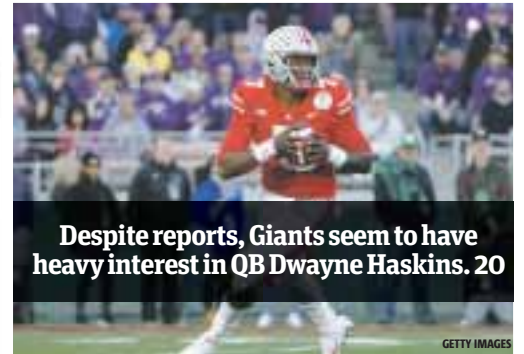 Despite reports, Giants seem to have
heavy interest in QB Dwayne Haskins. 20
GETTY IMAGES